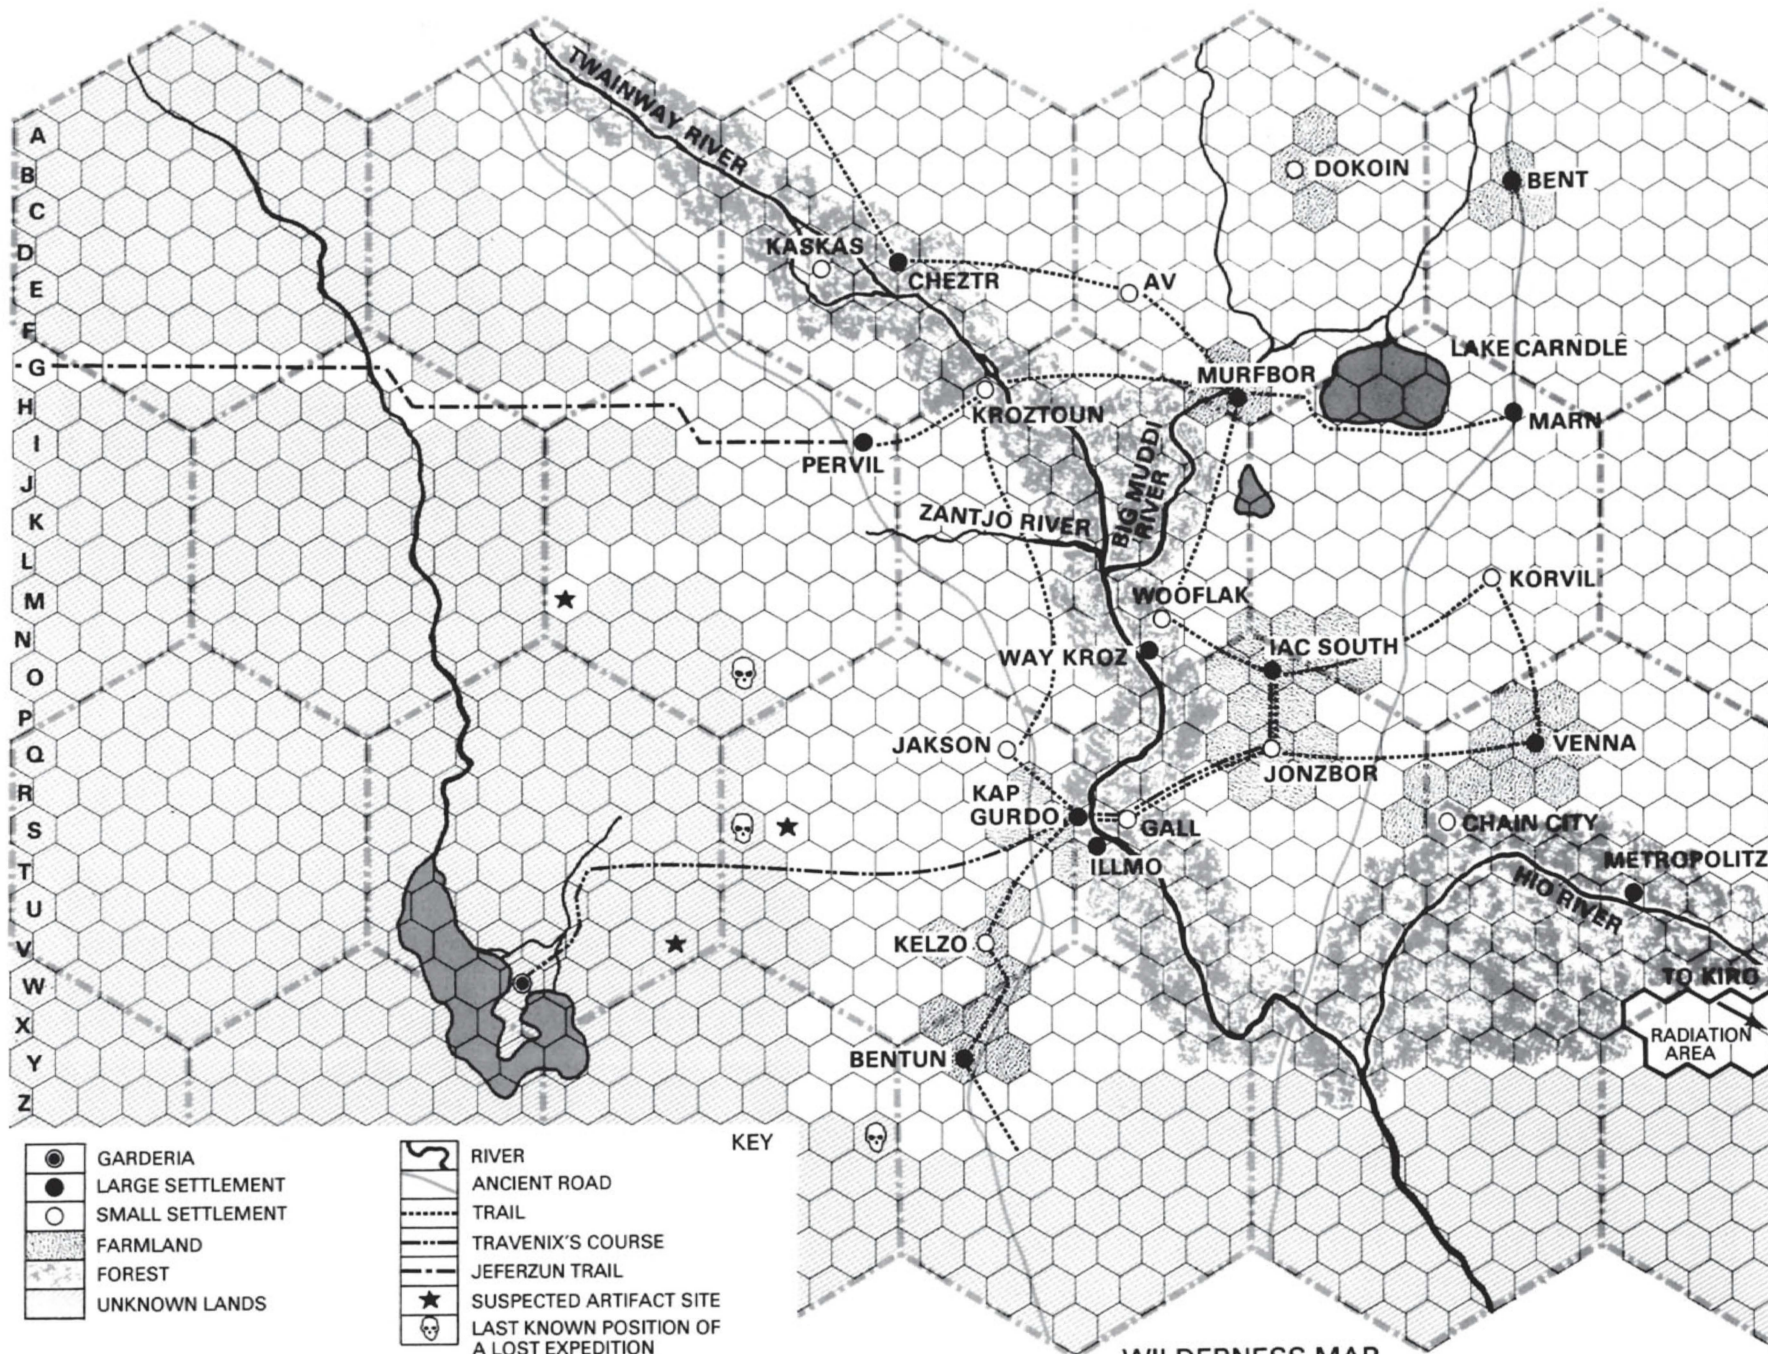 TWAINWAY RIVER
A
B
C
D
E
F
G
H
I
J
K
L
M
N
O
P
Q
R
S
T
U
V
W
X
Y
Z
DOKOIN
BENT
KASKAS
CHEZTR
AV
LAKE CARNDLE
MURFBOR
KROZTOUN
MARN
PERVIL
BIG MUDDI
RIVER
ZANTJO RIVER
KORVIL
WOOFLAK
IAC SOUTH
WAY KROZ
JAKSON
VENNA
JONZBOR
KAP
GURDO
GALL
CHAIN CITY
ILLMO
METROPOLITZ
HIO RIVER
KELZO
TO KIRO
RADIATION
AREA
BENTUN
KEY
GARDERIA
LARGE SETTLEMENT
SMALL SETTLEMENT
FARMLAND
FOREST
UNKNOWN LANDS
RIVER
ANCIENT ROAD
TRAIL
TRAVENIX'S COURSE
JEFERZUN TRAIL
SUSPECTED ARTIFACT SITE
LAST KNOWN POSITION OF
A LOST EXPEDITION
WILDERNESS MAP